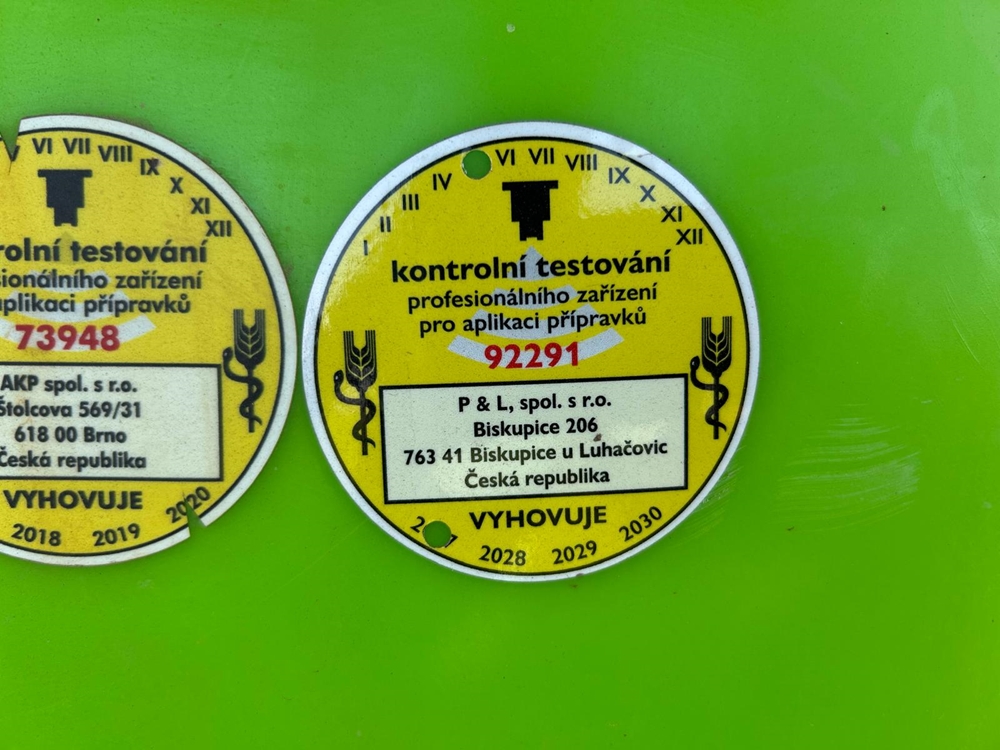 VI VII VIII IX X XI XII
rolní testování
sionálního zařízení
aplikaci přípravků
73948
AKP spol. s r.o.
Štolcova 569/31
618 00 Brno
Česká republika
VYHOVUJE
2018 2019 2020
I II III IV VI VII VIII IX X XI XII
kontrolní testování
profesionálního zařízení
pro aplikaci přípravků
92291
P & L, spol. s r.o.
Biskupice 206
763 41 Biskupice u Luhačovic
Česká republika
VYHOVUJE
2028 2029 2030